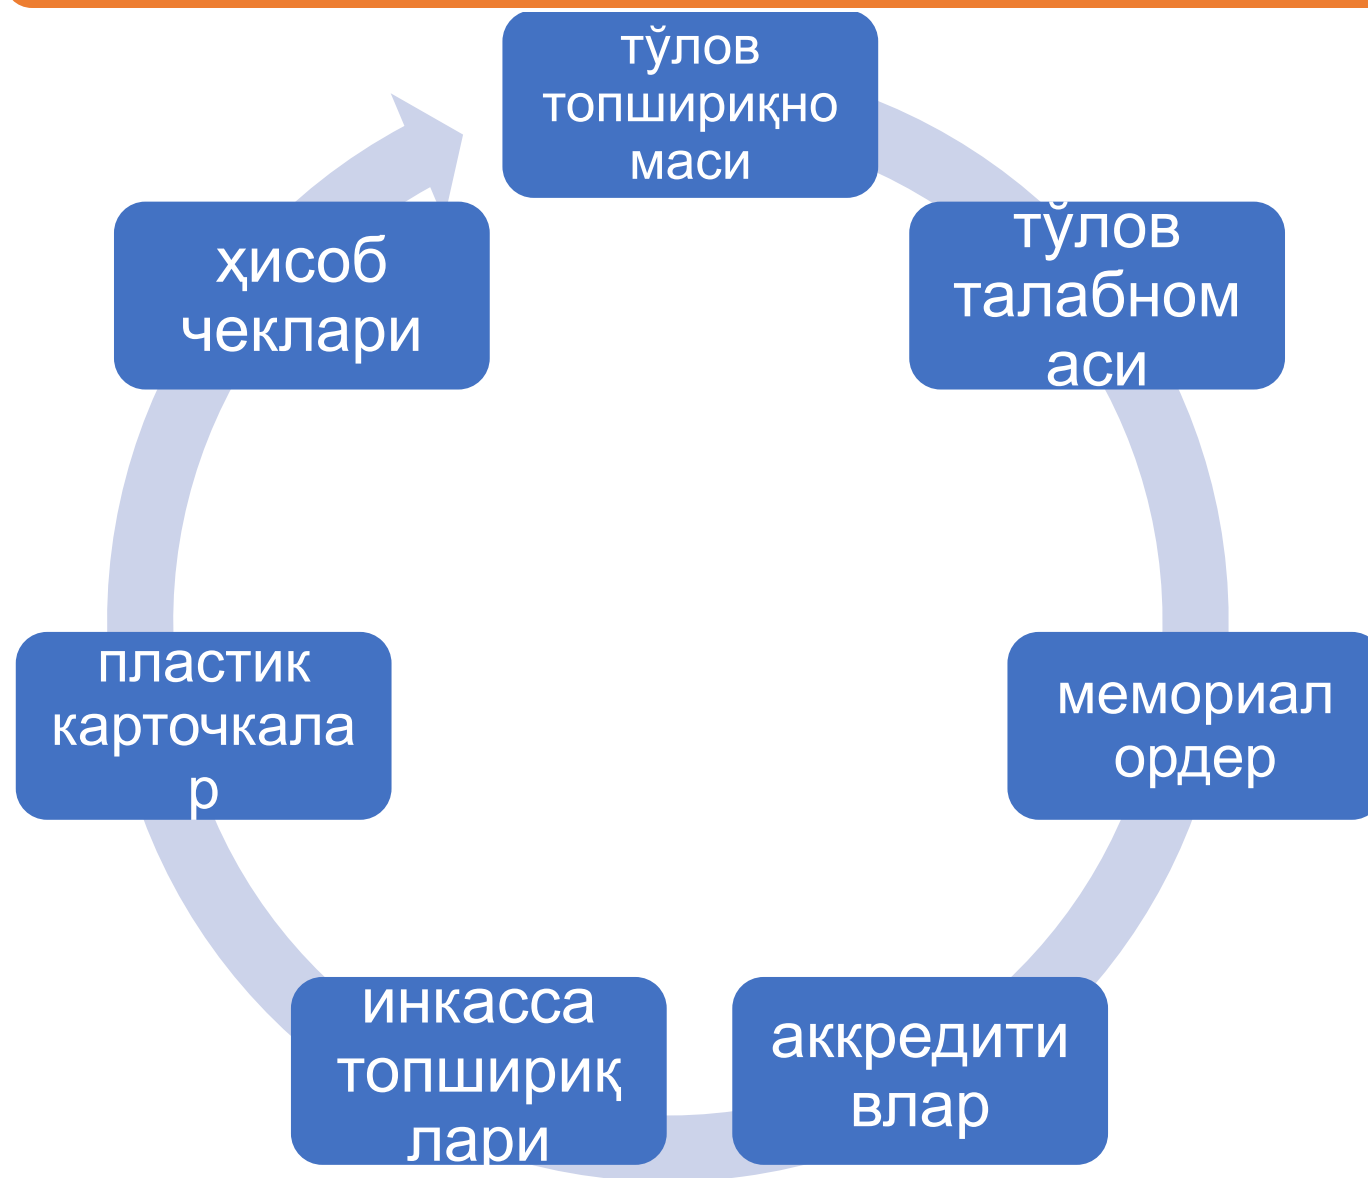 тўлов
топшириқно
маси
тўлов
талабном
аси
мемориал
ордер
аккредити
влар
инкасса
топшириқ
лари
пластик
карточкала
р
ҳисоб
чеклари